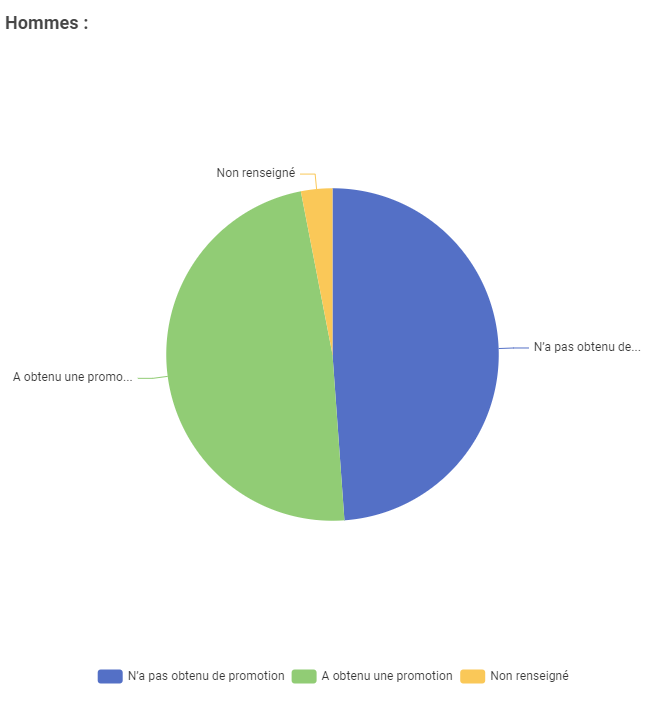 Hommes :
Non renseigné
N'a pas obtenu de...
A obtenu une promo...
N'a pas obtenu de promotion
A obtenu une promotion
Non renseigné